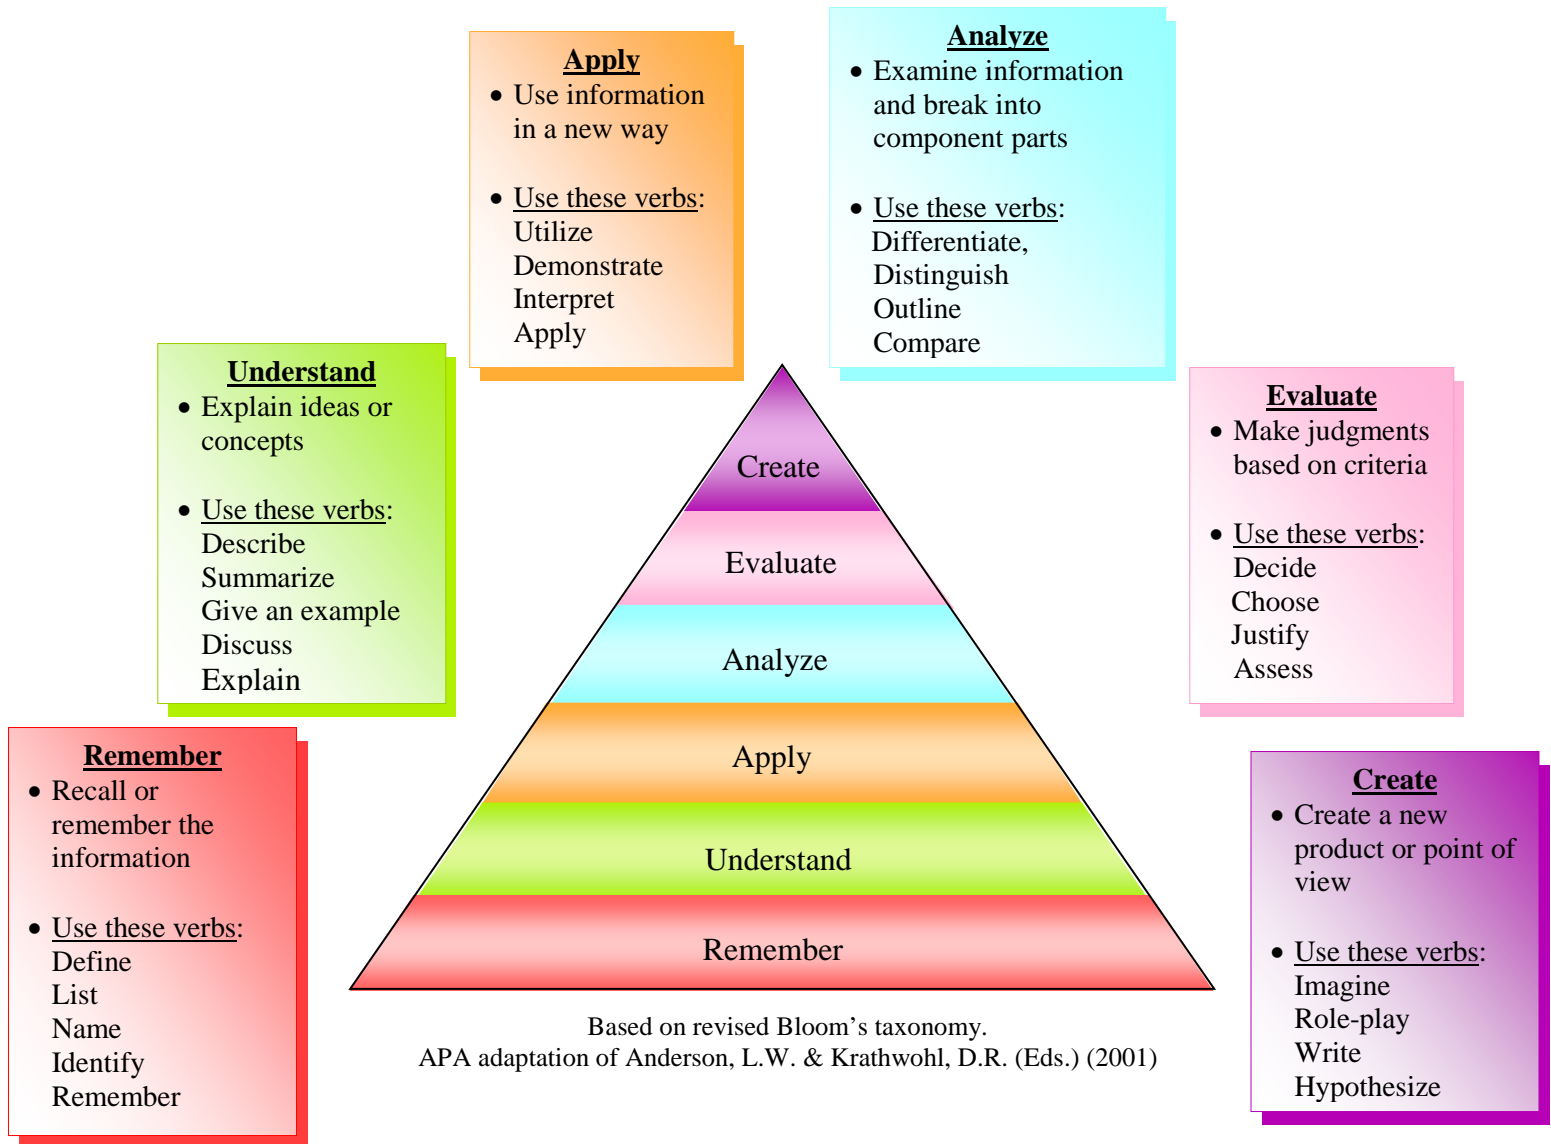 Apply
• Use information
in a new way
• Use these verbs:
Utilize
Demonstrate
Interpret
Apply
Analyze
• Examine information
and break into
component parts
• Use these verbs:
Differentiate,
Distinguish
Outline
Compare
Understand
• Explain ideas or
concepts
• Use these verbs:
Describe
Summarize
Give an example
Discuss
Explain
Evaluate
• Make judgments
based on criteria
• Use these verbs:
Decide
Choose
Justify
Assess
Remember
• Recall or
remember the
information
• Use these verbs:
Define
List
Name
Identify
Remember
Create
Evaluate
Analyze
Apply
Understand
Remember
Create
• Create a new
product or point of
view
• Use these verbs:
Imagine
Role-play
Write
Hypothesize
Based on revised Bloom’s taxonomy.
APA adaptation of Anderson, L.W. & Krathwohl, D.R. (Eds.) (2001)